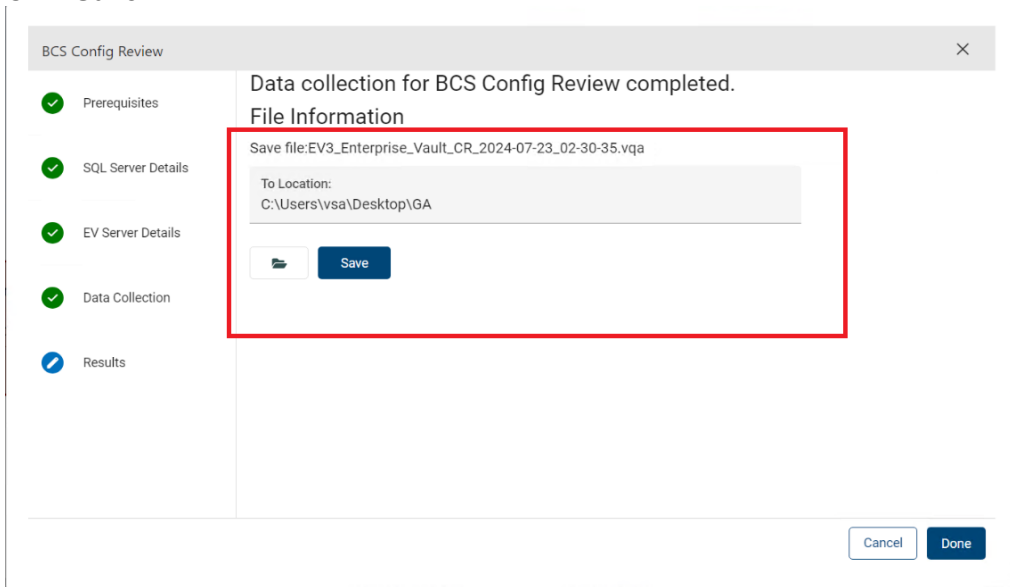 BCS Config Review
Prerequisites
SQL Server Details
EV Server Details
Data Collection
Results
Data collection for BCS Config Review completed.
File Information
Save file:EV3_Enterprise_Vault_CR_2024-07-23_02-30-35.vqa
To Location:
C:\Users\vsa\Desktop\GA
Save
Cancel
Done